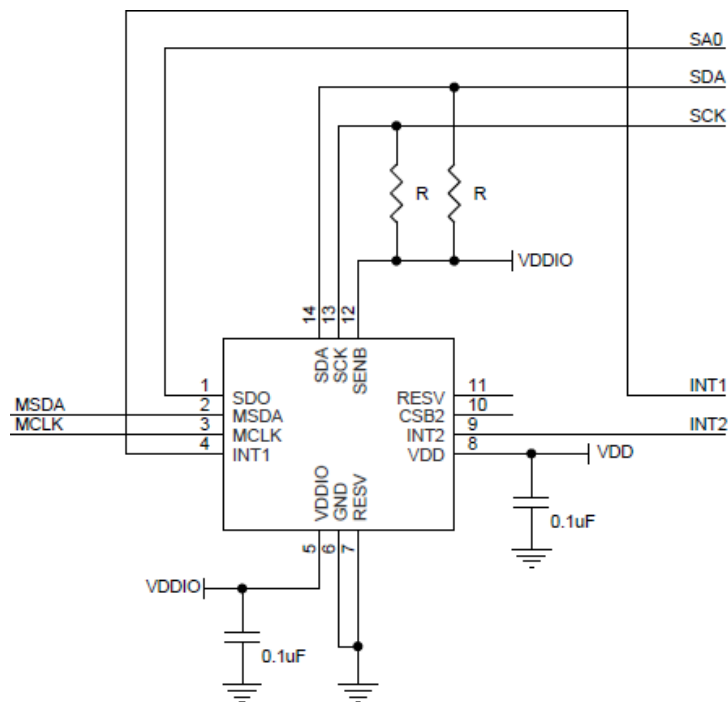 SA0
SDA
SCK
R
R
VDDIO
14
13
12
SDA
SCK
SENB
1
SDO
RESV
11
INT1
MSDA
2
MSDA
CSB2
10
MCLK
3
MCLK
INT2
9
INT2
4
INT1
VDD
8
VDD
VDDIO
GND
RESV
0.1uF
5
6
7
VDDIO
0.1uF